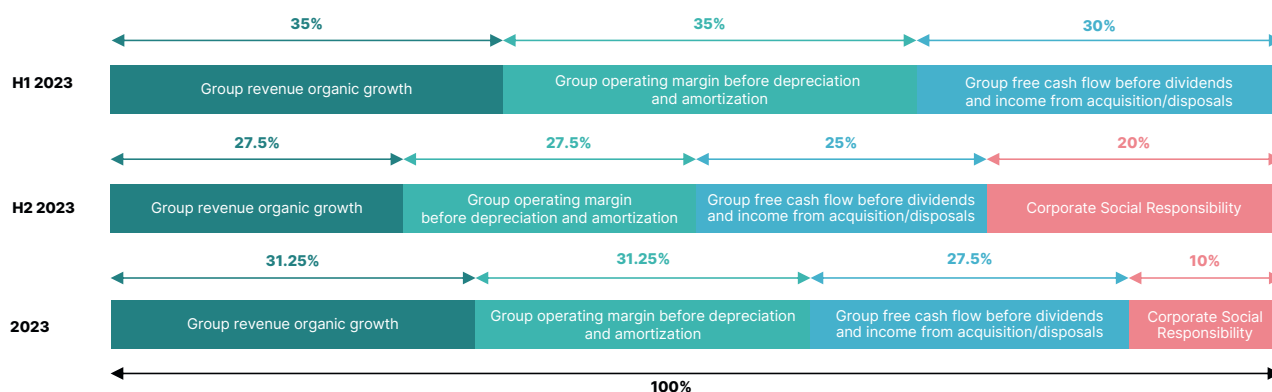 35%
35%
30%
H1 2023
Group revenue organic growth
Group operating margin before depreciation
and amortization
Group free cash flow before dividends
and income from acquisition/disposals
27.5%
27.5%
25%
20%
H2 2023
Group revenue organic growth
Group operating margin
before depreciation and amortization
Group free cash flow before dividends
and income from acquisition/disposals
Corporate Social Responsibility
31.25%
31.25%
27.5%
10%
2023
Group revenue organic growth
Group operating margin before depreciation
and amortization
Group free cash flow before dividends
and income from acquisition/disposals
Corporate Social
Responsibility
100%